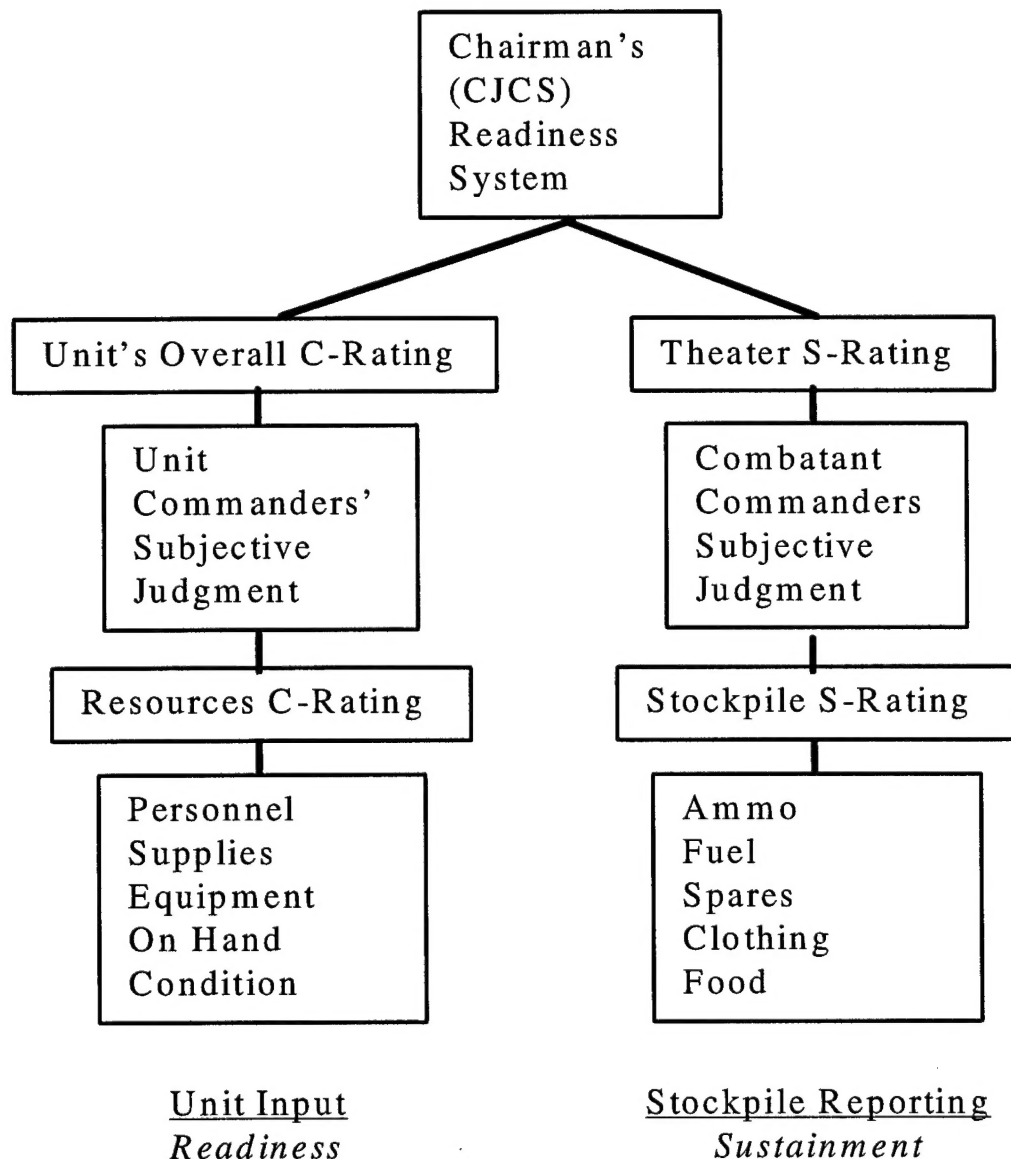 Chairman's
(CJCS)
Readiness
System
Unit's Overall C-Rating
Unit
Commanders'
Subjective
Judgment
Resources C-Rating
Personnel
Supplies
Equipment
On Hand
Condition
Unit Input
Readiness
Theater S-Rating
Combatant
Commanders
Subjective
Judgment
Stockpile S-Rating
Ammo
Fuel
Spares
Clothing
Food
Stockpile Reporting
Sustainment